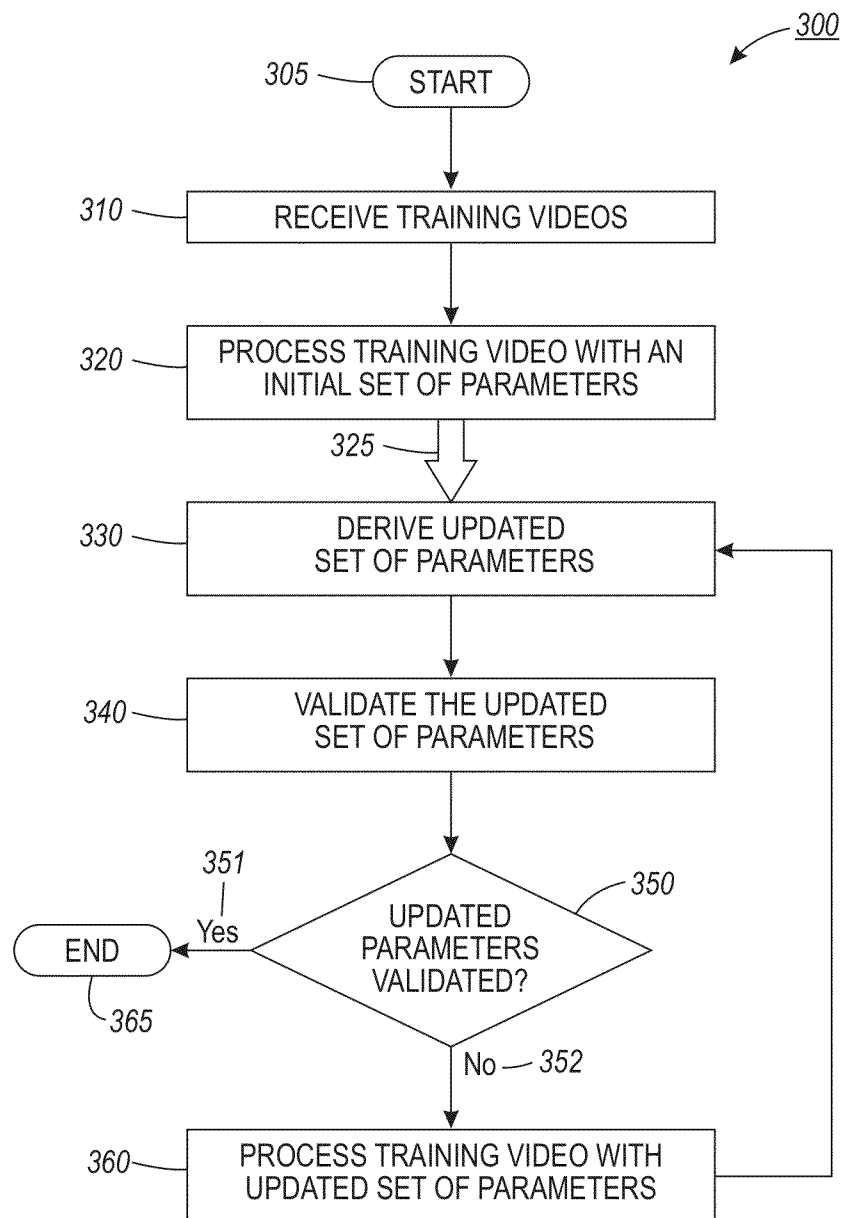 300
305
START
310
RECEIVE TRAINING VIDEOS
320
PROCESS TRAINING VIDEO WITH AN
INITIAL SET OF PARAMETERS
325
330
DERIVE UPDATED
SET OF PARAMETERS
340
VALIDATE THE UPDATED
SET OF PARAMETERS
351
350
Yes
UPDATED
PARAMETERS
VALIDATED?
END
365
No
352
360
PROCESS TRAINING VIDEO WITH
UPDATED SET OF PARAMETERS